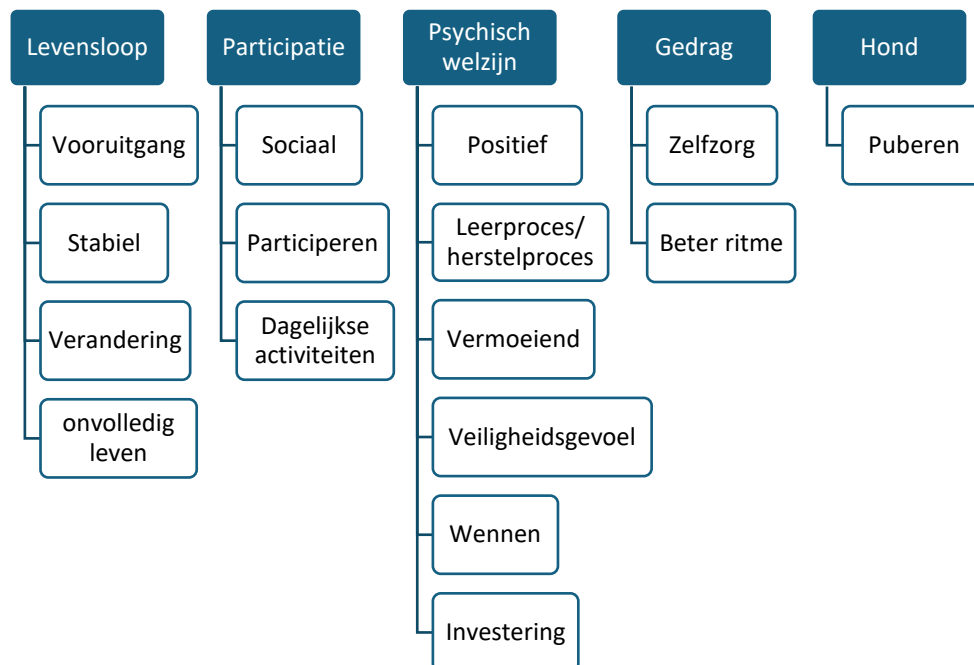 Levensloop
Vooruitgang
Stabiel
Verandering
onvolledig
leven
Participatie
Sociaal
Participeren
Dagelijkse
activiteiten
Psychisch
welzijn
Positief
Leerproces/
herstelproces
Vermoeiend
Veiligheidsgevoel
Wennen
Investering
Gedrag
Zelfzorg
Beter ritme
Hond
Puberen